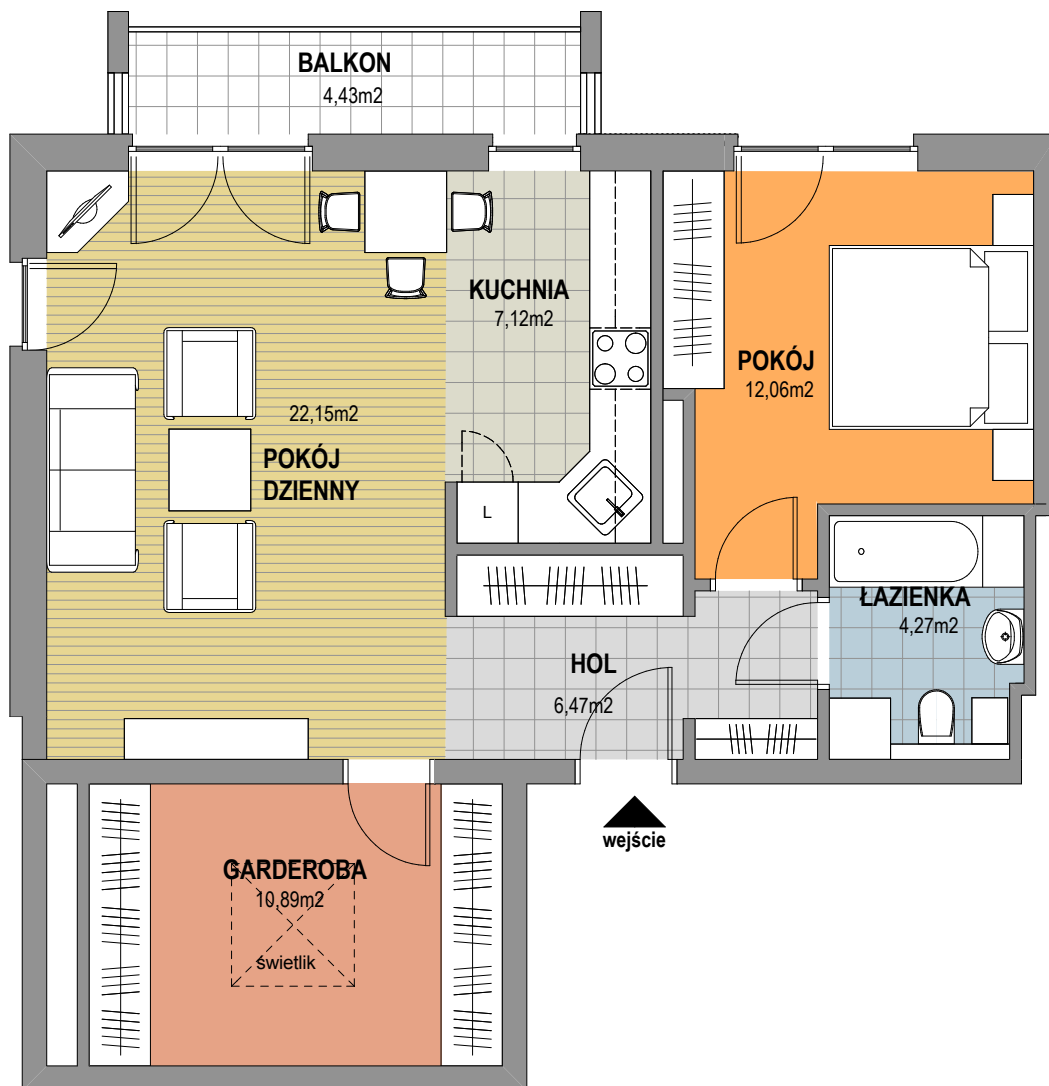 BALKON
4,43m2
KUCHNIA
7,12m2
POKÓJ
12,06m2
22,15m2
POKÓJ
DZIENNY
L
ŁAZIENKA
4,27m2
HOL
6,47m2
wejście
GARDEROBA
10,89m2
świetlik